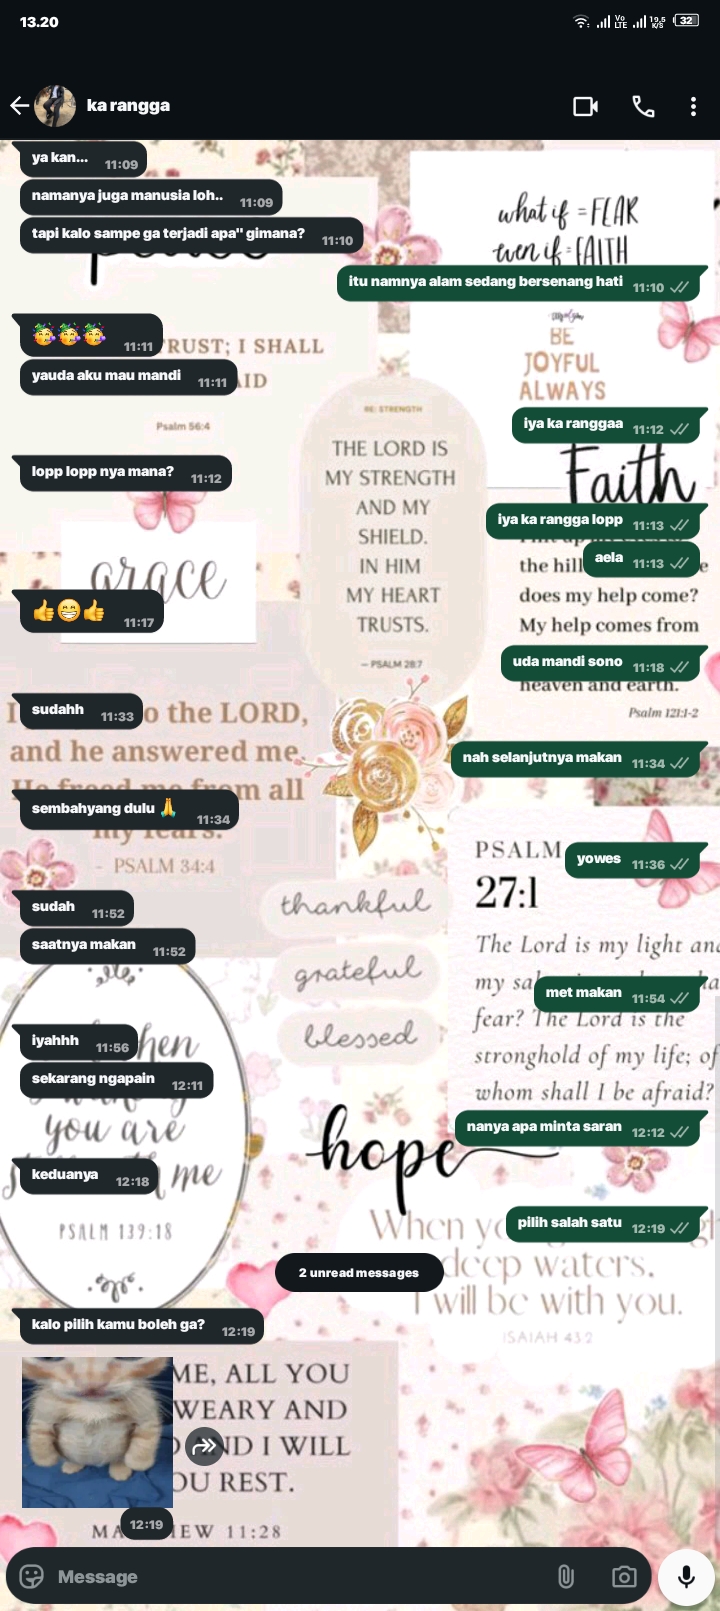 13.20
Vo
LTE
19,5
K/S
32
ka rangga
ya kan... 11:09
namanya juga manusia loh.. 11:09
tapi kalo sampe ga terjadi apa" gimana? 11:10
what if = FEAR
even if = FAITH
itu namnya alam sedang bersenang hati 11:10
🥳🥳🥳 11:11
TRUST; I SHALL
BE
JOYFUL
ALWAYS
yauda aku mau mandi 11:11
Psalm 56:4
BE: STRENGTH
iya ka ranggaa 11:12
THE LORD IS
MY STRENGTH
AND MY
SHIELD.
IN HIM
MY HEART
TRUSTS.
— PSALM 28:7
lopp lopp nya mana? 11:12
Faith
iya ka rangga lopp 11:13
aela 11:13
the hill
does my help come?
My help comes from
grace
👍😁👍 11:17
uda mandi sono 11:18
heaven and earth.
Psalm 121:1-2
sudahh 11:33
o the LORD,
and he answered me.
He freed me from all
my fears.
- PSALM 34:4
nah selanjutnya makan 11:34
sembahyang dulu 🙏 11:34
PSALM
27:1
yowes 11:36
sudah 11:52
saatnya makan 11:52
thankful
grateful
blessed
The Lord is my light and
my sa
fear? The Lord is the
stronghold of my life; of
whom shall I be afraid?
met makan 11:54
iyahhh 11:56
sekarang ngapain 12:11
you are
me
PSALM 139:18
hope
nanya apa minta saran 12:12
keduanya 12:18
pilih salah satu 12:19
When yo
deep waters.
I will be with you.
ISAIAH 43:2
2 unread messages
kalo pilih kamu boleh ga? 12:19
ME, ALL YOU
WEARY AND
AND I WILL
OU REST.
MA EW 11:28
12:19
Message